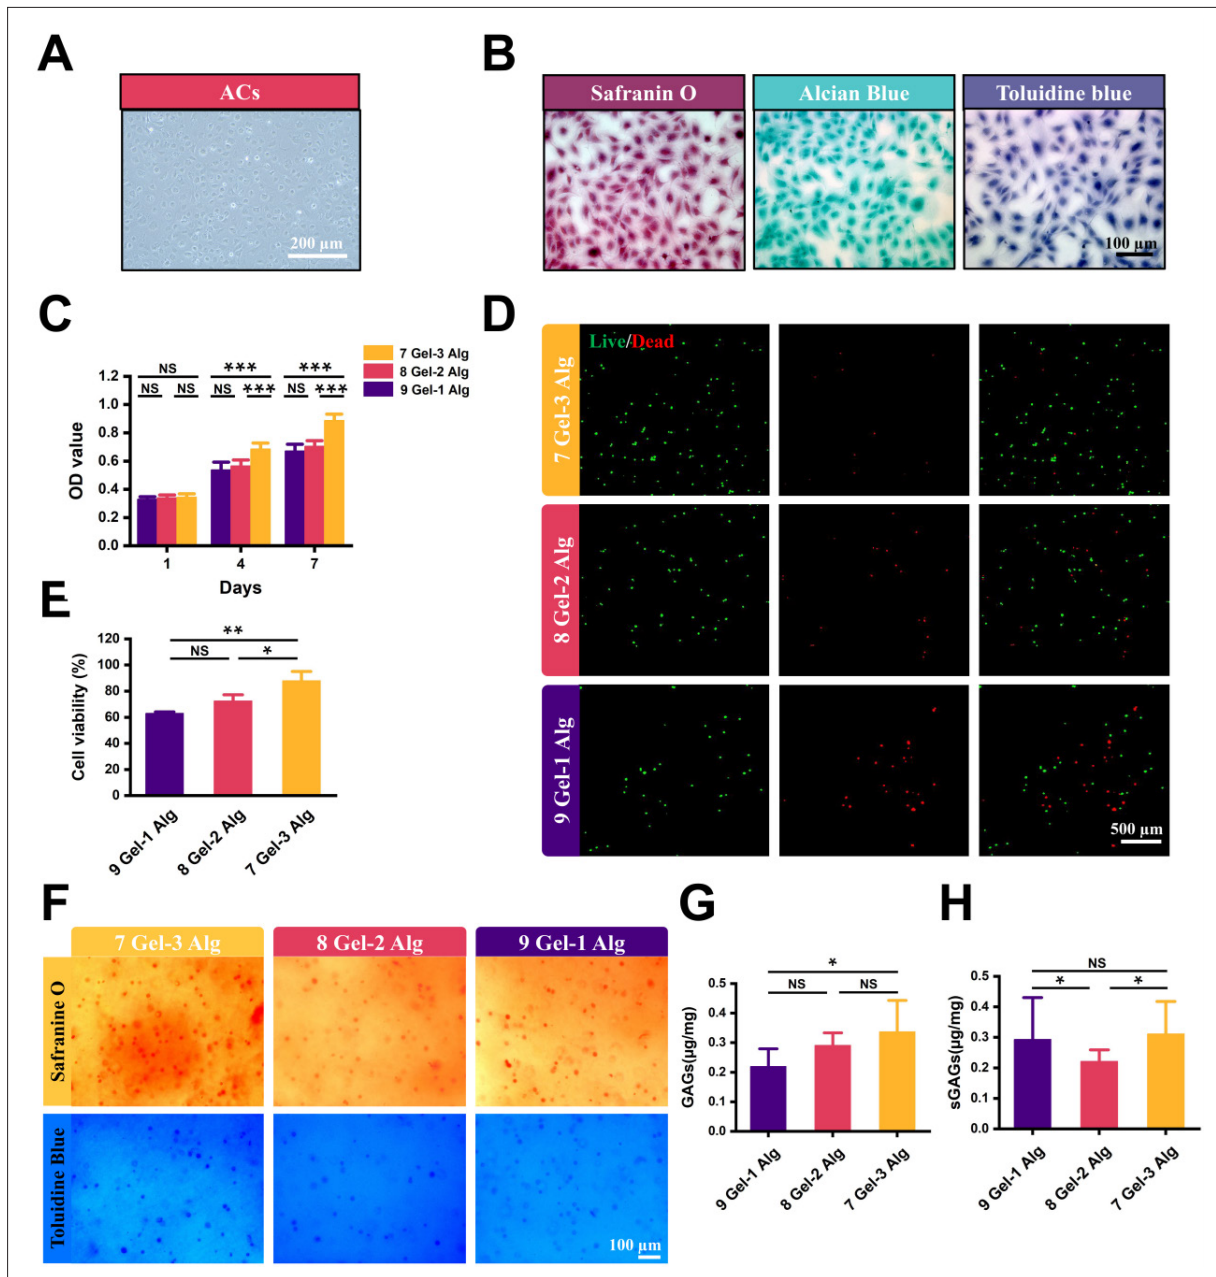 A
ACs
200 µm
B
Safranin O
Alcian Blue
Toluidine blue
100 µm
C
7 Gel-3 Alg
8 Gel-2 Alg
9 Gel-1 Alg
NS
***
***
NS
NS
NS
***
NS
***
1.2
1.0
0.8
0.6
0.4
0.2
0.0
OD value
1
4
7
Days
D
Live/Dead
7 Gel-3 Alg
8 Gel-2 Alg
9 Gel-1 Alg
500 µm
E
**
NS
*
120
100
80
60
40
20
0
Cell viability (%)
9 Gel-1 Alg
8 Gel-2 Alg
7 Gel-3 Alg
F
7 Gel-3 Alg
8 Gel-2 Alg
9 Gel-1 Alg
Safranine O
Toluidine Blue
100 µm
G
*
NS
NS
0.5
0.4
0.3
0.2
0.1
0.0
GAGs(µg/mg)
9 Gel-1 Alg
8 Gel-2 Alg
7 Gel-3 Alg
H
NS
*
*
0.5
0.4
0.3
0.2
0.1
0.0
sGAGs(µg/mg)
9 Gel-1 Alg
8 Gel-2 Alg
7 Gel-3 Alg